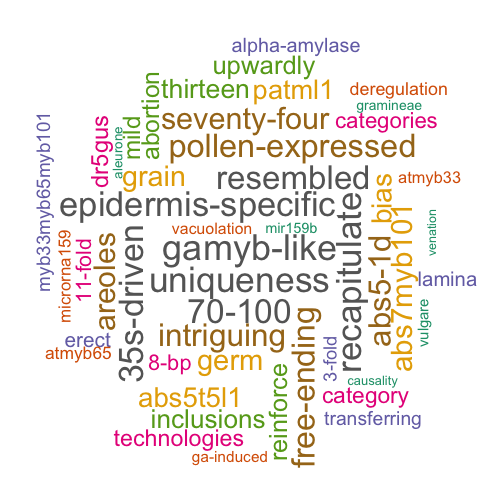 alpha-amylase
upwardly
thirteen
patml1
deregulation
gramineae
abortion
mild
aleurone
dr5gus
seventy-four
categories
pollen-expressed
myb33myb65myb101
grain
resembled
atmyb33
epidermis-specific
bias
microrna159
11-fold
areoles
35s-driven
vacuolation
mir159b
gamyb-like
recapitulate
abs5-1d
abs7myb101
venation
uniqueness
lamina
vulgare
70-100
erect
atmyb65
intriguing
8-bp
germ
free-ending
3-fold
causality
abs5t5l1
category
inclusions
reinforce
transferring
technologies
ga-induced